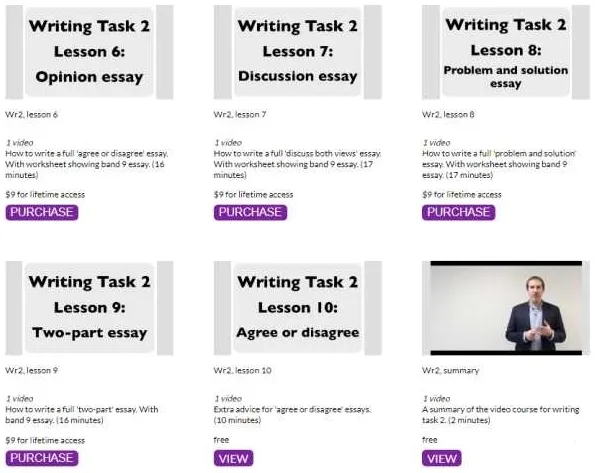 Writing Task 2
Lesson 6:
Opinion essay
Wr2, lesson 6
1 video
How to write a full 'agree or disagree' essay.
With worksheet showing band 9 essay. (16
minutes)
$9 for lifetime access
PURCHASE
Writing Task 2
Lesson 7:
Discussion essay
Wr2, lesson 7
1 video
How to write a full 'discuss both views' essay.
With worksheet showing band 9 essay. (17
minutes)
$9 for lifetime access
PURCHASE
Writing Task 2
Lesson 8:
Problem and solution
essay
Wr2, lesson 8
1 video
How to write a full 'problem and solution'
essay. With worksheet showing band 9
essay. (17 minutes)
$9 for lifetime access
PURCHASE
Writing Task 2
Lesson 9:
Two-part essay
Wr2, lesson 9
1 video
How to write a full 'two-part' essay. With
band 9 essay. (16 minutes)
$9 for lifetime access
PURCHASE
Writing Task 2
Lesson 10:
Agree or disagree
Wr2, lesson 10
1 video
Extra advice for 'agree or disagree' essays.
(10 minutes)
free
VIEW
Wr2, summary
1 video
A summary of the video course for writing
task 2. (2 minutes)
free
VIEW